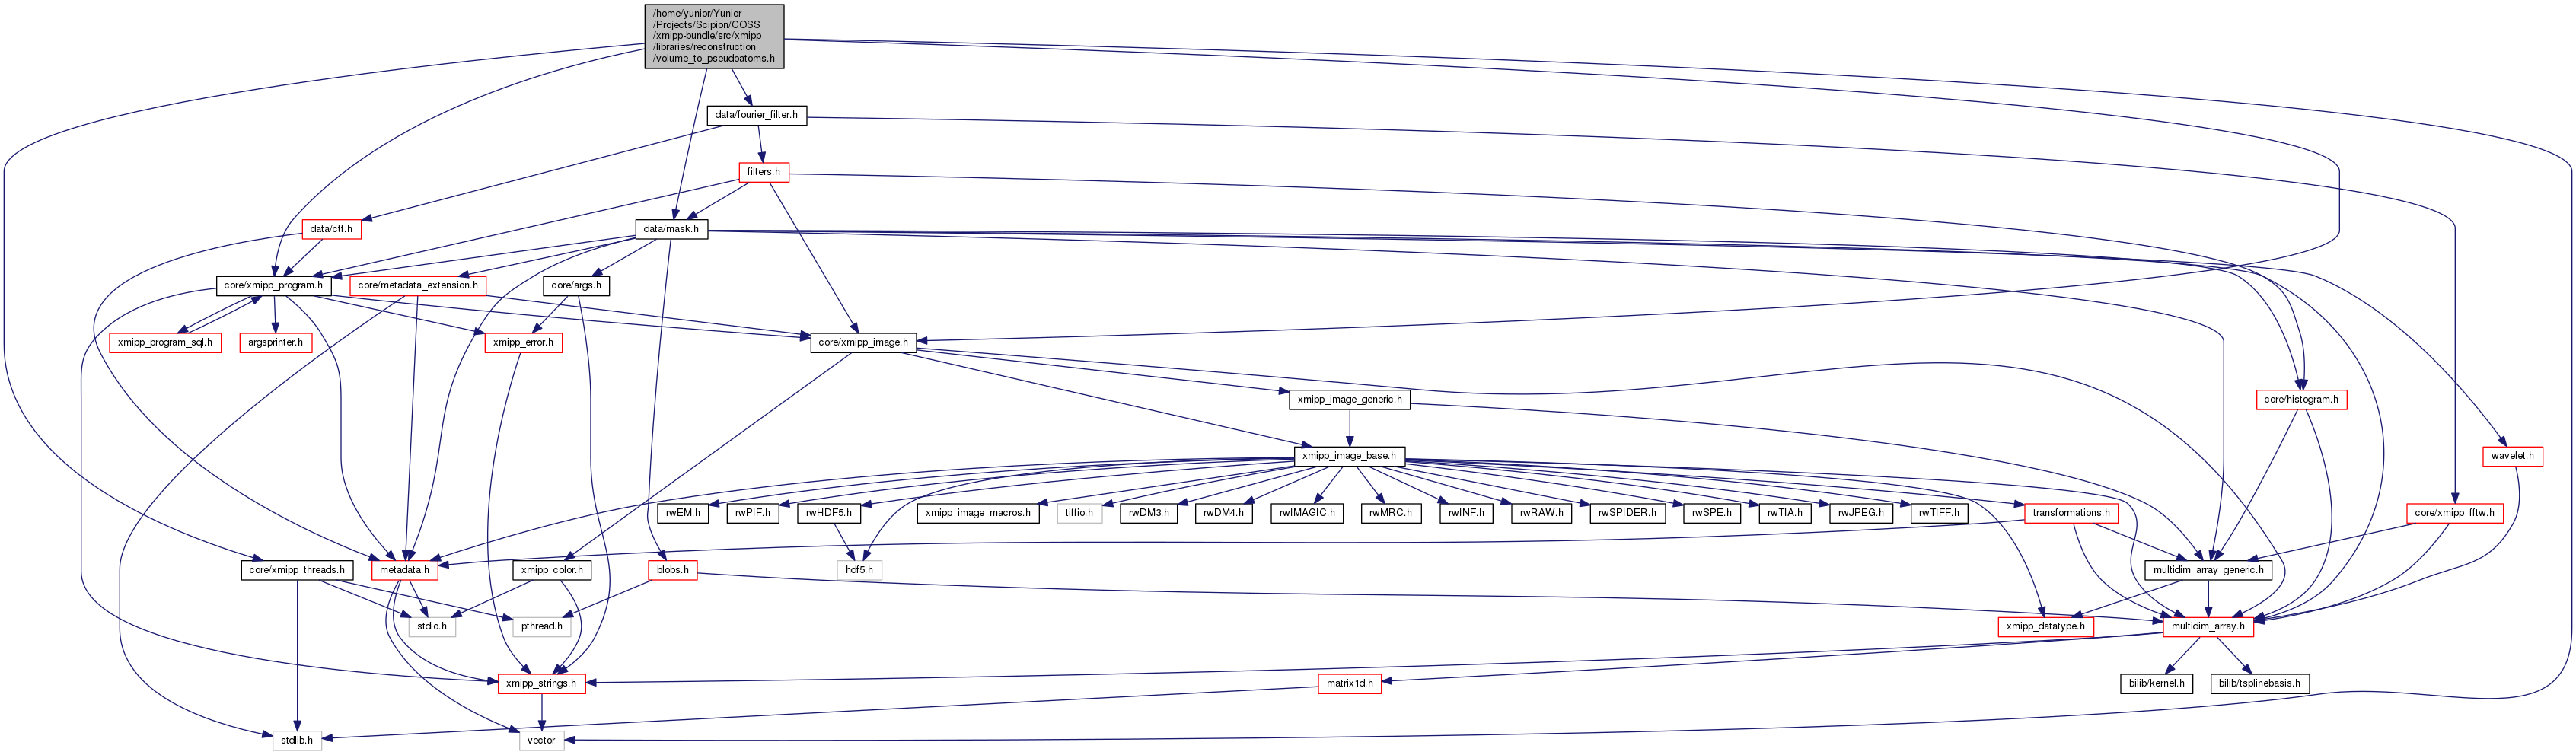 /home/yunior/Yunior
/Projects/Scipion/COSS
/xmipp-bundle/src/xmipp
/libraries/reconstruction
/volume_to_pseudoatoms.h
data/fourier_filter.h
filters.h
data/ctf.h
data/mask.h
core/xmipp_program.h
core/metadata_extension.h
core/args.h
xmipp_program_sql.h
argsprinter.h
xmipp_error.h
core/xmipp_image.h
xmipp_image_generic.h
core/histogram.h
xmipp_image_base.h
wavelet.h
rwEM.h
rwPIF.h
rwHDF5.h
xmipp_image_macros.h
tiffio.h
rwDM3.h
rwDM4.h
rwIMAGIC.h
rwMRC.h
rwINF.h
rwRAW.h
rwSPIDER.h
rwSPE.h
rwTIA.h
rwJPEG.h
rwTIFF.h
transformations.h
core/xmipp_fftw.h
core/xmipp_threads.h
metadata.h
xmipp_color.h
blobs.h
hdf5.h
multidim_array_generic.h
stdio.h
pthread.h
xmipp_datatype.h
multidim_array.h
xmipp_strings.h
matrix1d.h
bilib/kernel.h
bilib/tsplinebasis.h
stdlib.h
vector